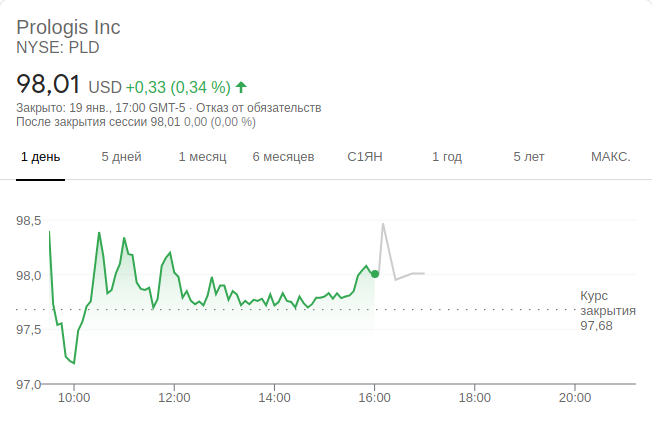 Prologis Inc
NYSE: PLD
98,01 USD +0,33 (0,34 %)
Закрыто: 19 янв., 17:00 GMT-5 · Отказ от обязательств
После закрытия сессии 98,01 0,00 (0,00 %)
1 день 5 дней 1 месяц 6 месяцев С1ЯН 1 год 5 лет МАКС.
98,5
98,0
97,5
97,0
Курс
закрытия
97,68
10:00 12:00 14:00 16:00 18:00 20:00